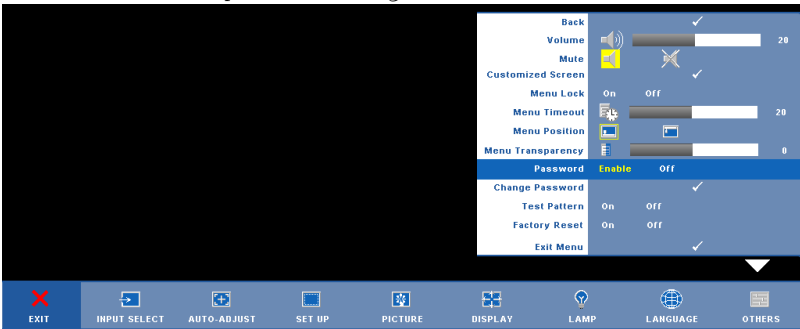 Back
Volume 20
Mute
Customized Screen
Menu Lock On Off
Menu Timeout 20
Menu Position
Menu Transparency 0
Password Enable Off
Change Password
Test Pattern On Off
Factory Reset On Off
Exit Menu
EXIT INPUT SELECT AUTO-ADJUST SET UP PICTURE DISPLAY LAMP LANGUAGE OTHERS